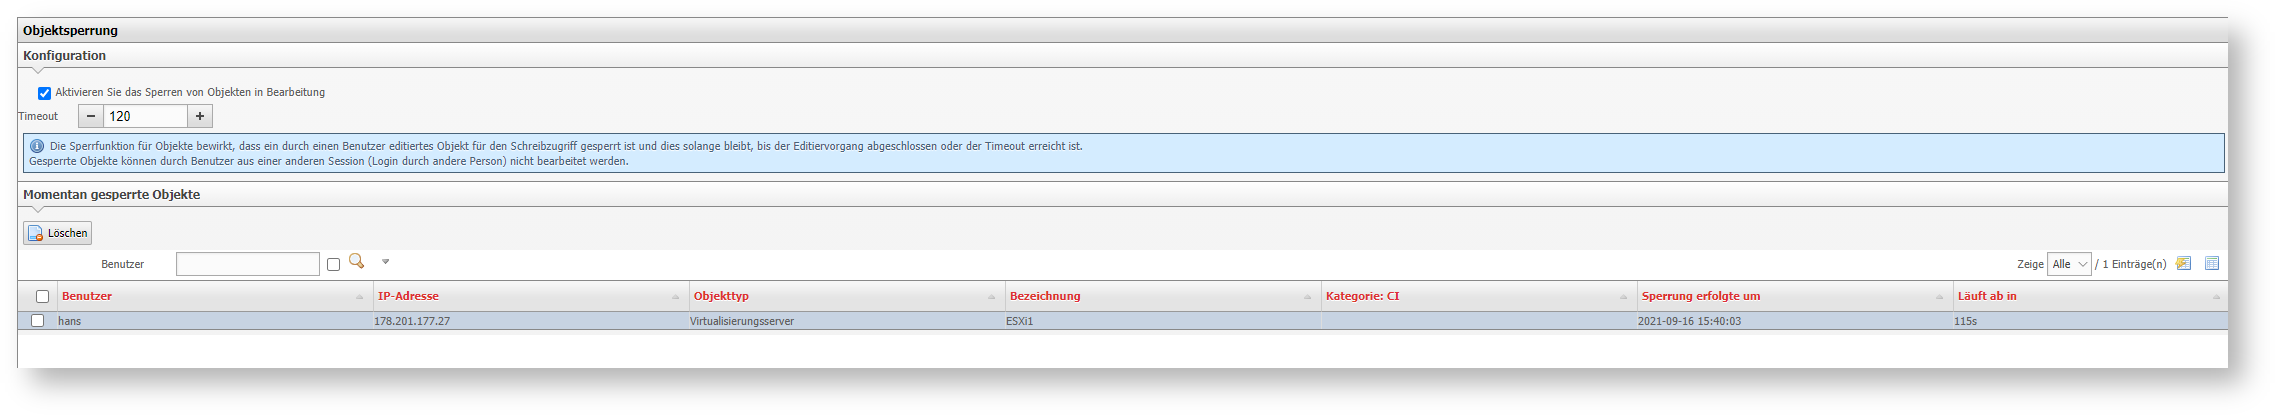 Objektsperrung
Konfiguration
Aktivieren Sie das Sperren von Objekten in Bearbeitung
Timeout − 120 +
Die Sperrfunktion für Objekte bewirkt, dass ein durch einen Benutzer editiertes Objekt für den Schreibzugriff gesperrt ist und dies solange bleibt, bis der Editiervorgang abgeschlossen oder der Timeout erreicht ist.
Gesperrte Objekte können durch Benutzer aus einer anderen Session (Login durch andere Person) nicht bearbeitet werden.
Momentan gesperrte Objekte
Löschen
Benutzer Zeige Alle / 1 Einträge(n)
Benutzer IP-Adresse Objekttyp Bezeichnung Kategorie: CI Sperrung erfolgte um Läuft ab in
hans 178.201.177.27 Virtualisierungsserver ESXi1 2021-09-16 15:40:03 115s